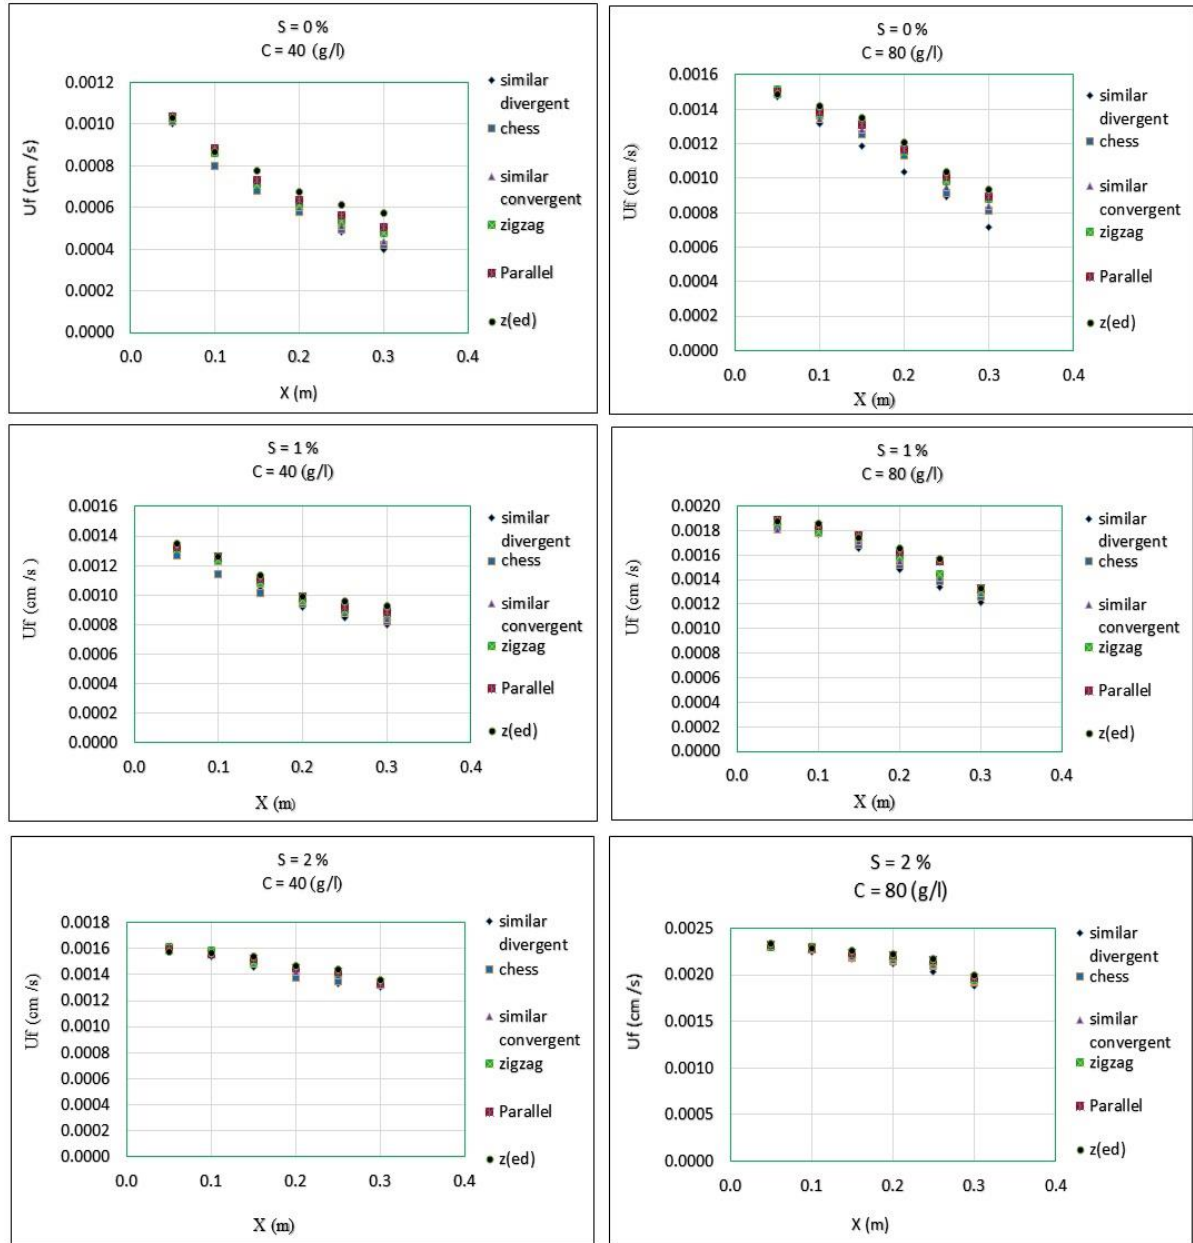 S = 0 %
C = 40 (g/l)
0.0012
0.0010
0.0008
0.0006
0.0004
0.0002
0.0000
Uf (cm /s)
0.0
0.1
0.2
0.3
0.4
X (m)
similar
divergent
chess
similar
convergent
zigzag
Parallel
z(ed)
S = 0 %
C = 80 (g/l)
0.0016
0.0014
0.0012
0.0010
0.0008
0.0006
0.0004
0.0002
0.0000
Uf (cm /s)
0.0
0.1
0.2
0.3
0.4
X (m)
similar
divergent
chess
similar
convergent
zigzag
Parallel
z(ed)
S = 1 %
C = 40 (g/l)
0.0016
0.0014
0.0012
0.0010
0.0008
0.0006
0.0004
0.0002
0.0000
Uf (cm /s)
0.0
0.1
0.2
0.3
0.4
X (m)
similar
divergent
chess
similar
convergent
zigzag
Parallel
z(ed)
S = 1 %
C = 80 (g/l)
0.0020
0.0018
0.0016
0.0014
0.0012
0.0010
0.0008
0.0006
0.0004
0.0002
0.0000
Uf (cm /s)
0.0
0.1
0.2
0.3
0.4
X (m)
similar
divergent
chess
similar
convergent
zigzag
Parallel
z(ed)
S = 2 %
C = 40 (g/l)
0.0018
0.0016
0.0014
0.0012
0.0010
0.0008
0.0006
0.0004
0.0002
0.0000
Uf (cm /s)
0.0
0.1
0.2
0.3
0.4
X (m)
similar
divergent
chess
similar
convergent
zigzag
Parallel
z(ed)
S = 2 %
C = 80 (g/l)
0.0025
0.0020
0.0015
0.0010
0.0005
0.0000
Uf (cm /s)
0.0
0.1
0.2
0.3
0.4
X (m)
similar
divergent
chess
similar
convergent
zigzag
Parallel
z(ed)